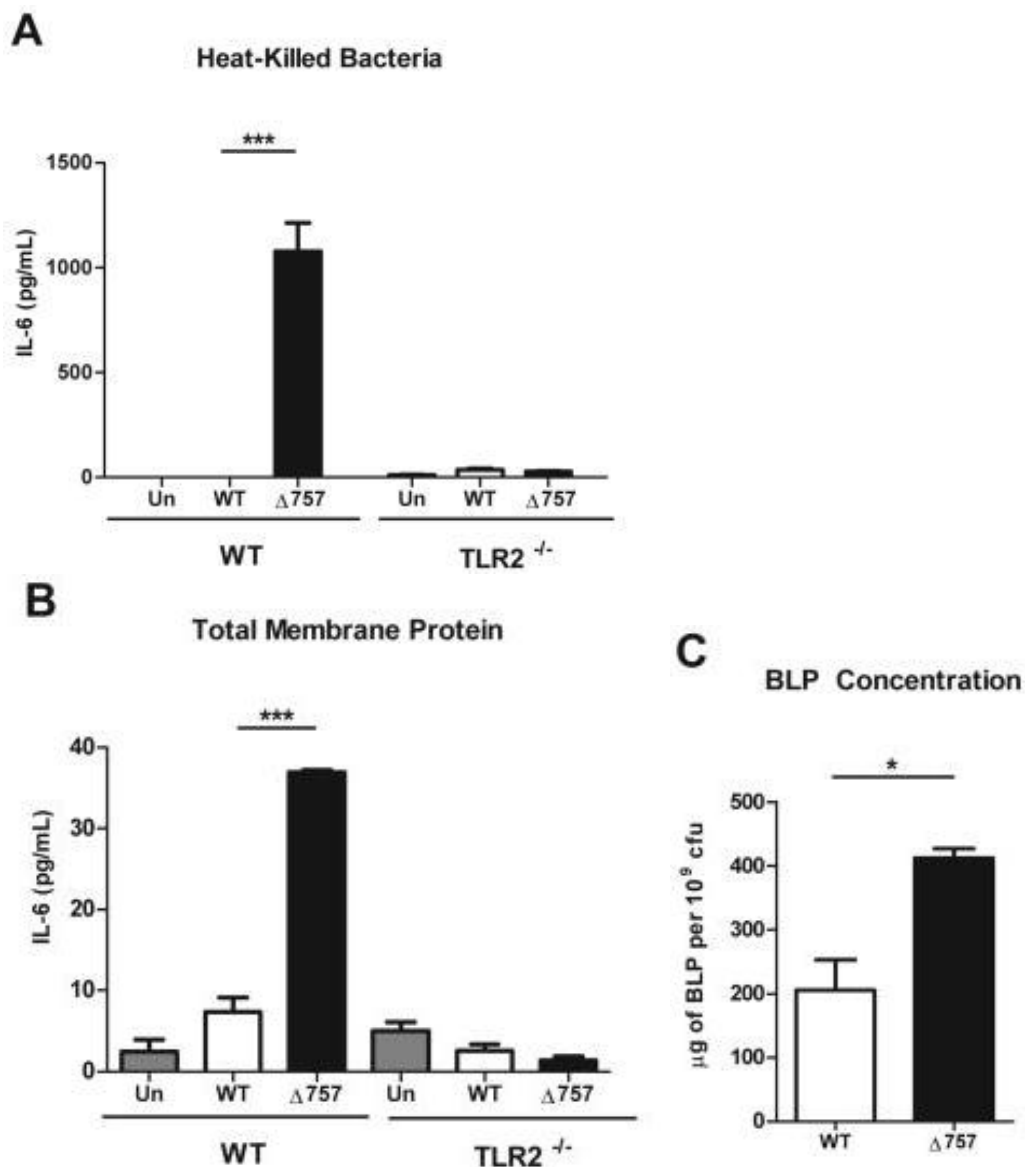 A
Heat-Killed Bacteria
***
1500
1000
500
0
IL-6 (pg/mL)
Un WT Δ757 Un WT Δ757
WT TLR2 -/-
B
Total Membrane Protein
***
40
30
20
10
0
IL-6 (pg/mL)
Un WT Δ757 Un WT Δ757
WT TLR2 -/-
C
BLP Concentration
*
500
400
300
200
100
0
μg of BLP per 10⁹ cfu
WT Δ757